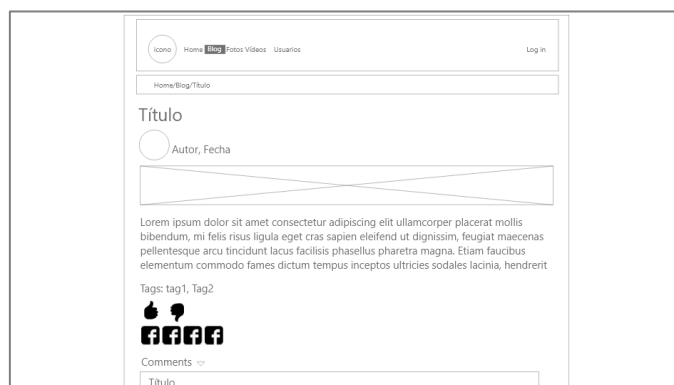 icono Home Blog Fotos Vídeos Usuarios Log in
Home/Blog/Título
Título
Autor, Fecha
Lorem ipsum dolor sit amet consectetur adipiscing elit ullamcorper placerat mollis
bibendum, mi felis risus ligula eget cras sapien eleifend ut dignissim, feugiat maecenas
pellentesque arcu tincidunt lacus facilisis phasellus pharetra magna. Etiam faucibus
elementum commodo fames dictum tempus inceptos ultricies sodales lacinia, hendrerit
Tags: tag1, Tag2
Comments
Título